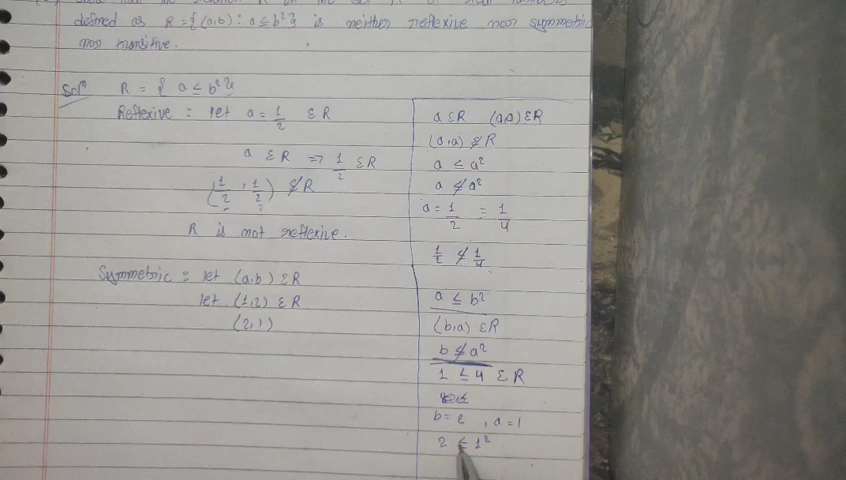 defined as R = {(a,b) : a ≤ b²} is neither reflexive nor symmetric
nor transitive.
Solⁿ R = { a ≤ b² }
Reflexive : let a = 1/2 ∈ R
a ∈ R ⇒ 1/2 ∈ R
(1/2, 1/2) ∉ R
R is not reflexive.
Symmetric = let (a,b) ∈ R
let (1,2) ∈ R
(2,1)
a ∈ R (a,a) ∈ R
(a,a) ∉ R
a ≤ a²
a ≰ a²
a = 1/2 = 1/4
1/2 ≰ 1/4
a ≤ b²
(b,a) ∈ R
b ≰ a²
1 ≤ 4 ∈ R
b = 2 , a = 1
2 ≤ 1²